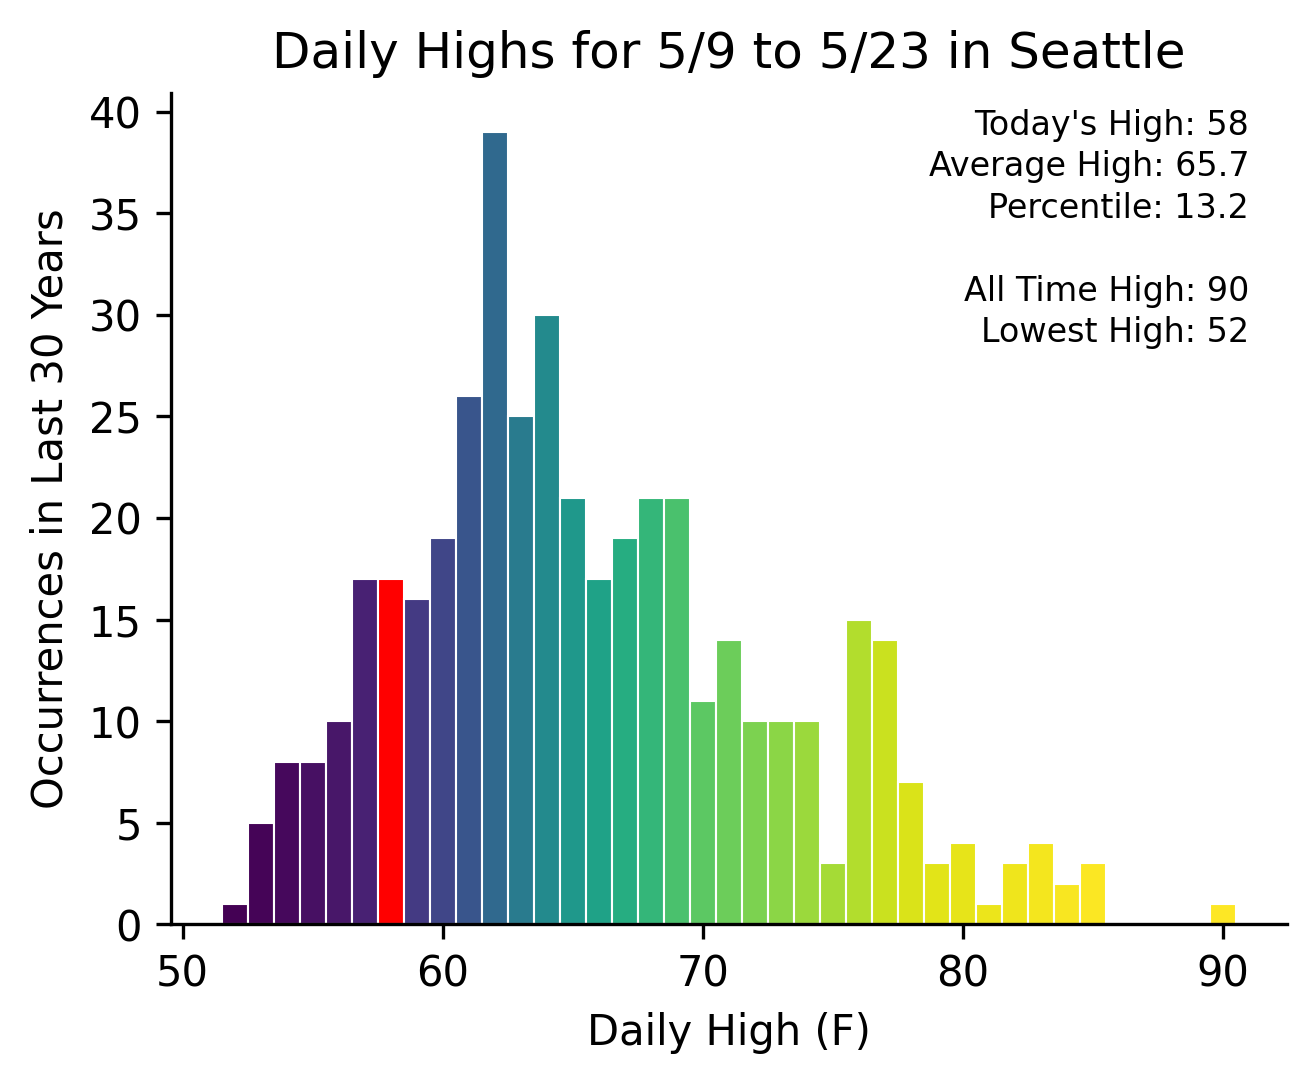 Daily Highs for 5/9 to 5/23 in Seattle
Today's High: 58
Average High: 65.7
Percentile: 13.2
All Time High: 90
Lowest High: 52
Occurrences in Last 30 Years
40
35
30
25
20
15
10
5
0
50 60 70 80 90
Daily High (F)